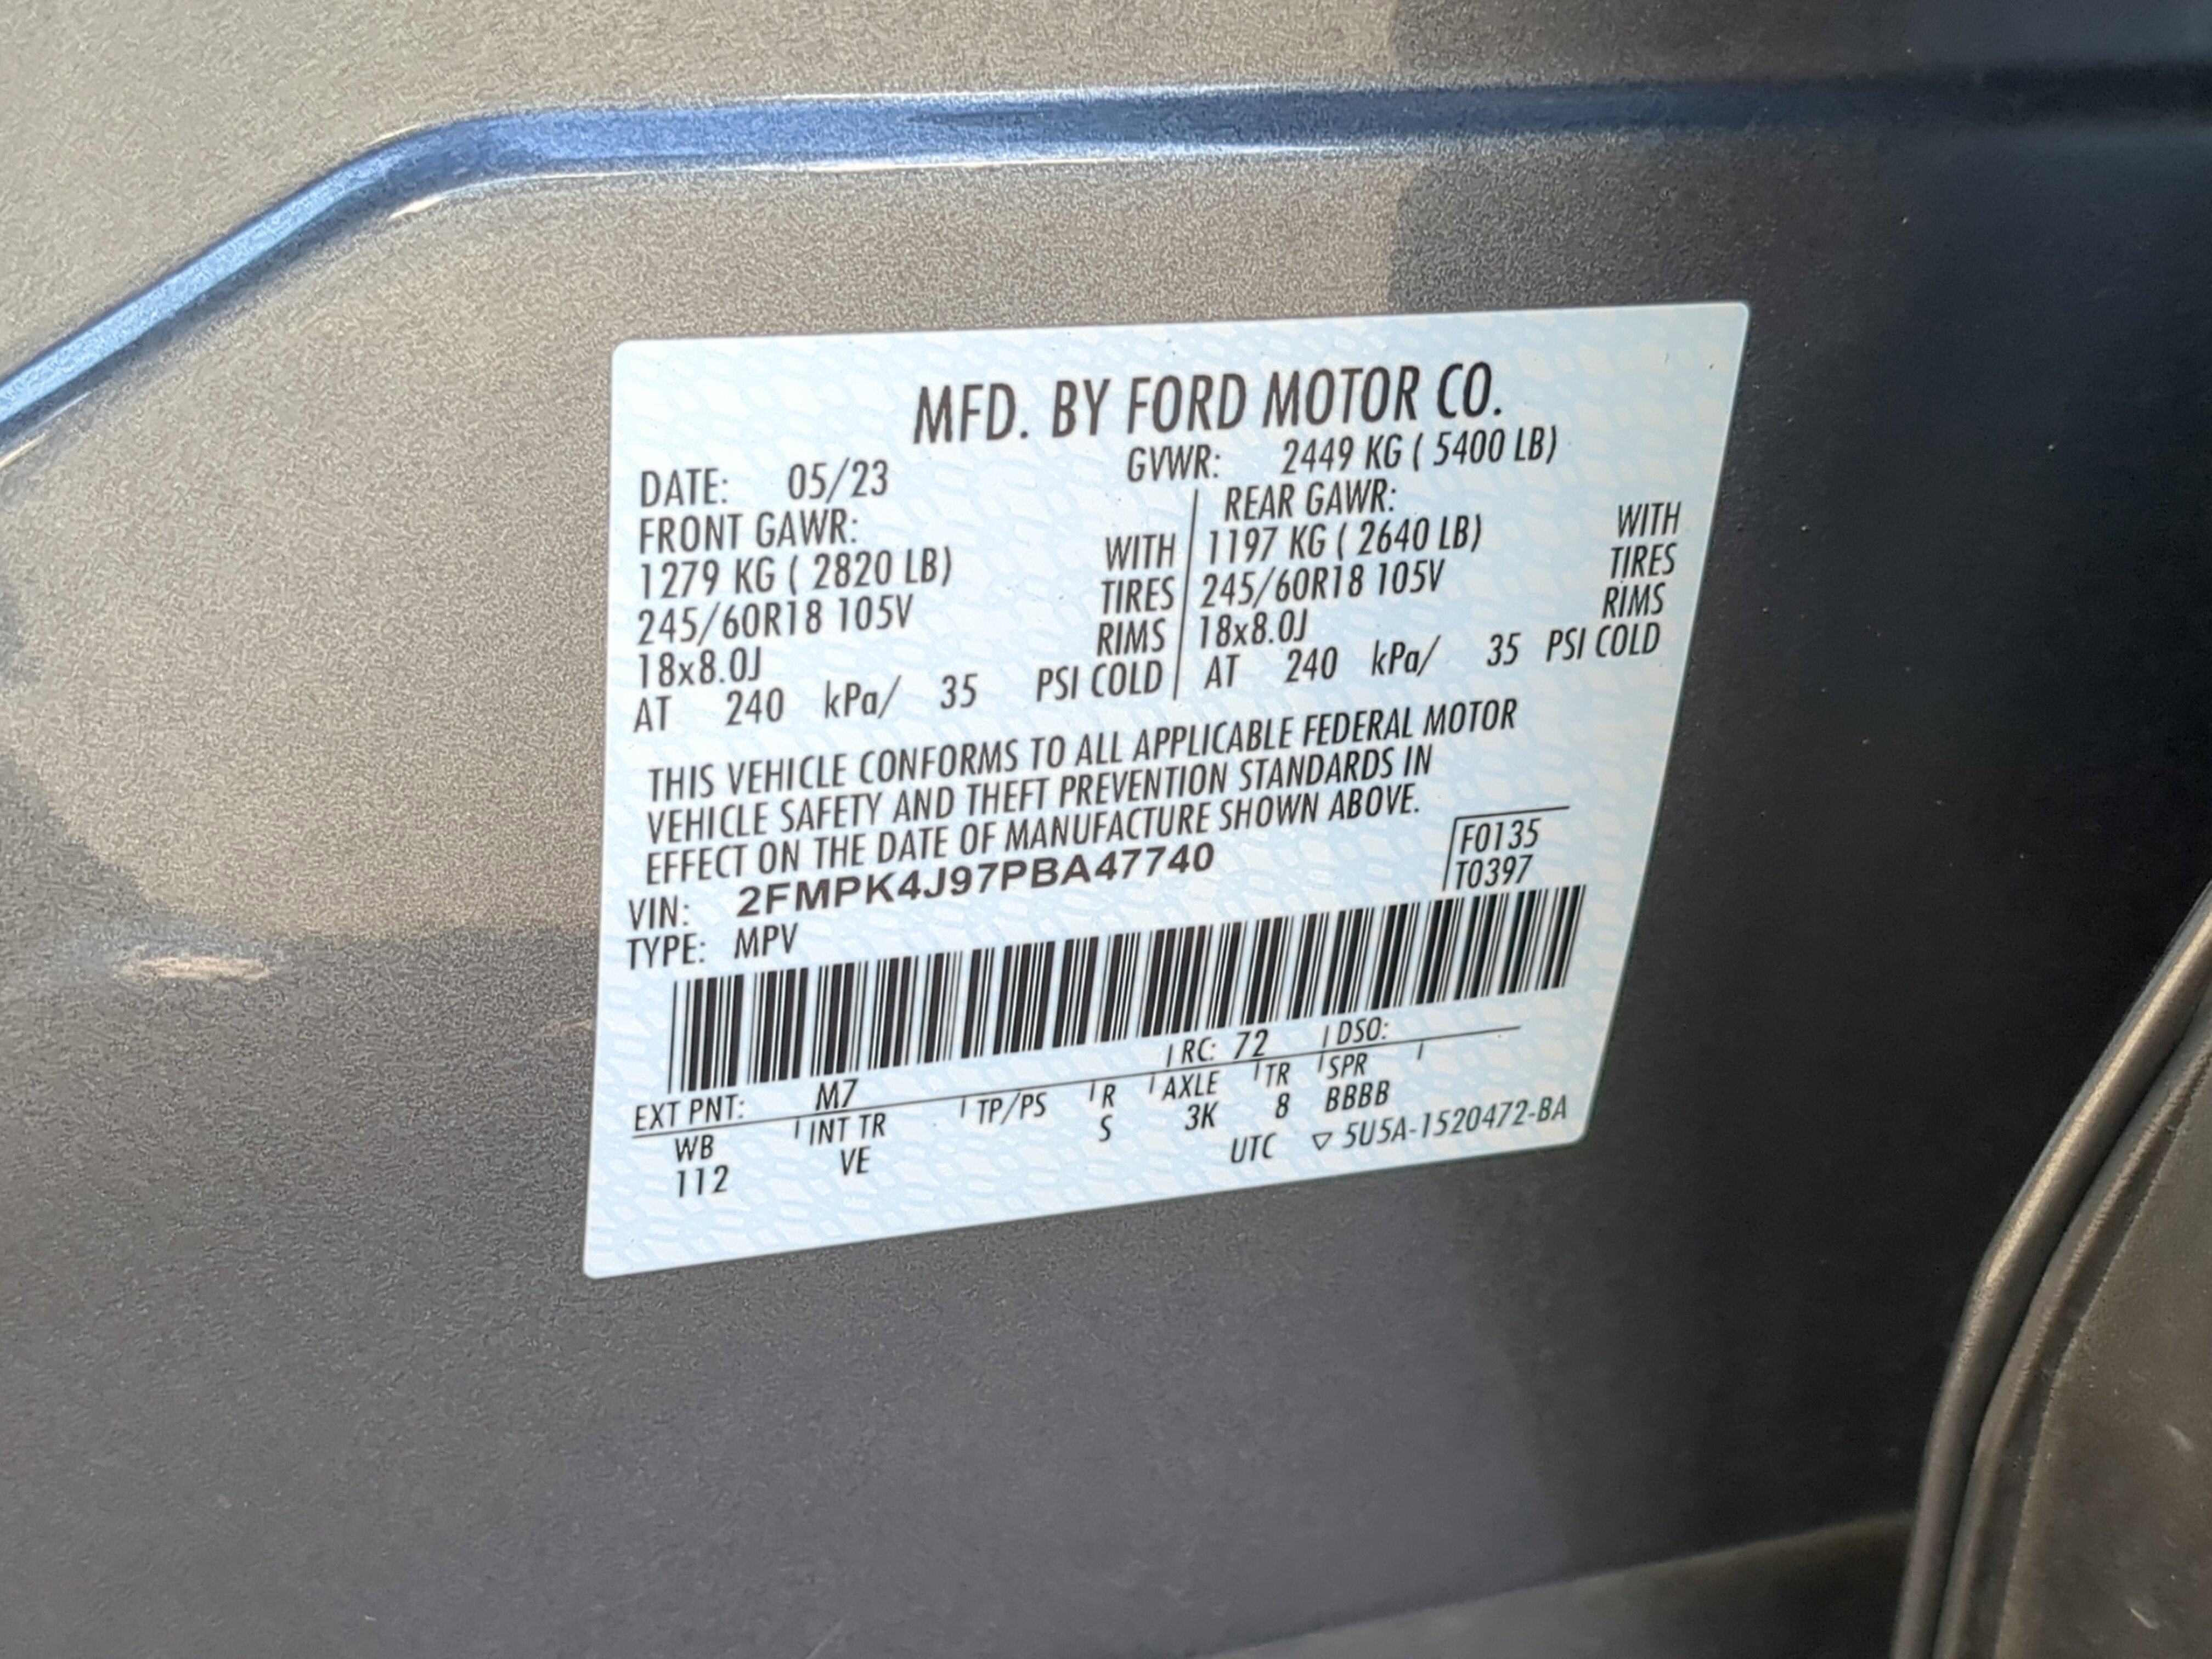 MFD. BY FORD MOTOR CO.
DATE: 05/23 GVWR: 2449 KG ( 5400 LB)
FRONT GAWR: REAR GAWR:
1279 KG ( 2820 LB) WITH 1197 KG ( 2640 LB) WITH
245/60R18 105V TIRES 245/60R18 105V TIRES
18x8.0J RIMS 18x8.0J RIMS
AT 240 kPa/ 35 PSI COLD AT 240 kPa/ 35 PSI COLD
THIS VEHICLE CONFORMS TO ALL APPLICABLE FEDERAL MOTOR
VEHICLE SAFETY AND THEFT PREVENTION STANDARDS IN
EFFECT ON THE DATE OF MANUFACTURE SHOWN ABOVE.
VIN: 2FMPK4J97PBA47740 F0135
TYPE: MPV T0397
EXT PNT: M7 RC: 72 DSO:
WB INT TR TP/PS R AXLE TR SPR
112 VE S 3K 8 BBBB
UTC ▽ 5U5A-1520472-BA